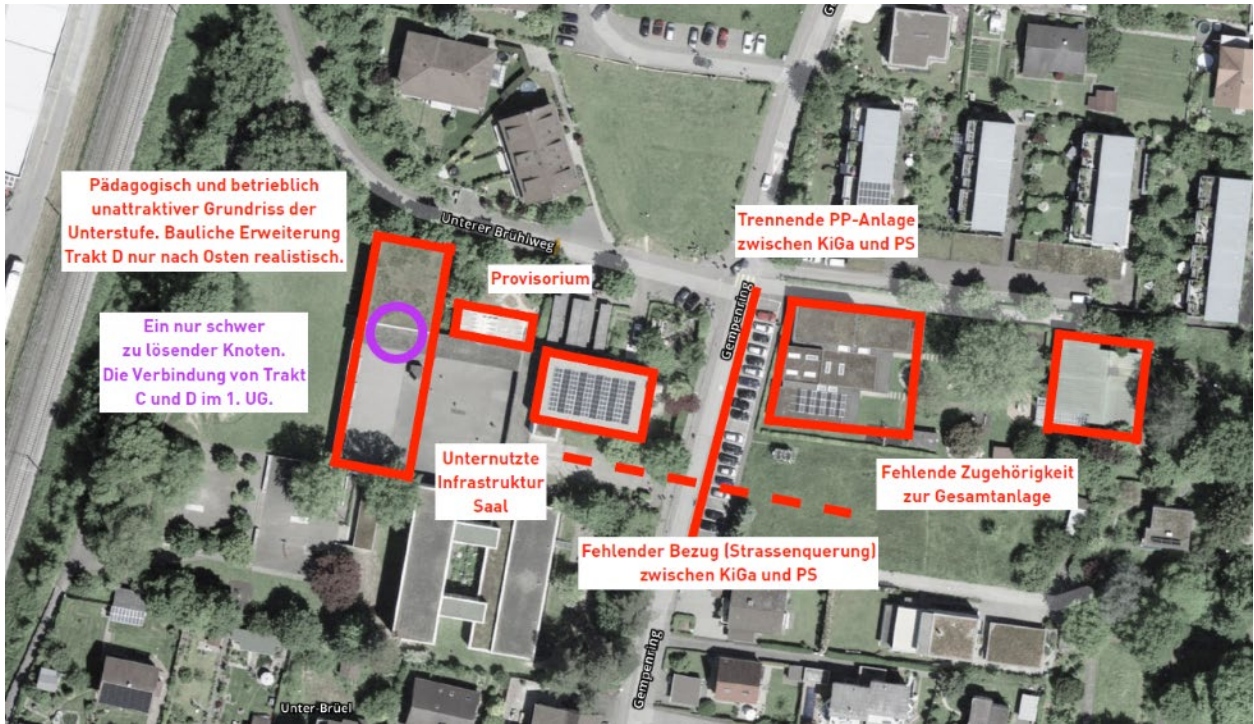 G
Pädagogisch und betrieblich
unattraktiver Grundriss der
Unterstufe. Bauliche Erweiterung
Trakt D nur nach Osten realistisch.
Unterer Brühlweg
Trennende PP-Anlage
zwischen KiGa und PS
Provisorium
Gempenring
Ein nur schwer
zu lösender Knoten.
Die Verbindung von Trakt
C und D im 1. UG.
Unternutzte
Infrastruktur
Saal
Fehlende Zugehörigkeit
zur Gesamtanlage
Fehlender Bezug (Strassenquerung)
zwischen KiGa und PS
Gempenring
Unter-Brüel